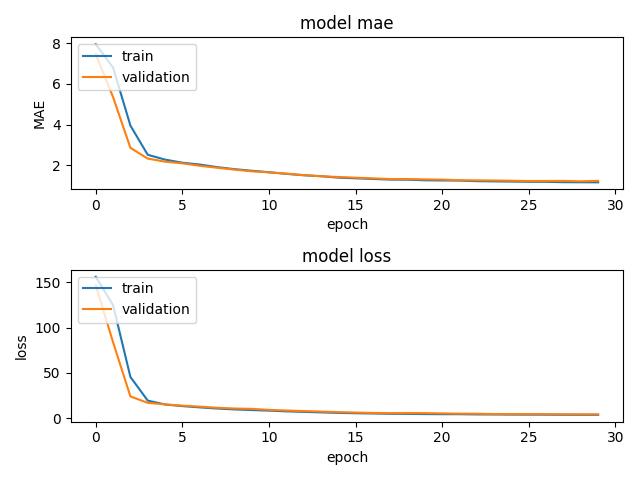 model mae
train
validation
MAE
8
6
4
2
0 5 10 15 20 25 30
epoch
model loss
train
validation
loss
150
100
50
0
0 5 10 15 20 25 30
epoch